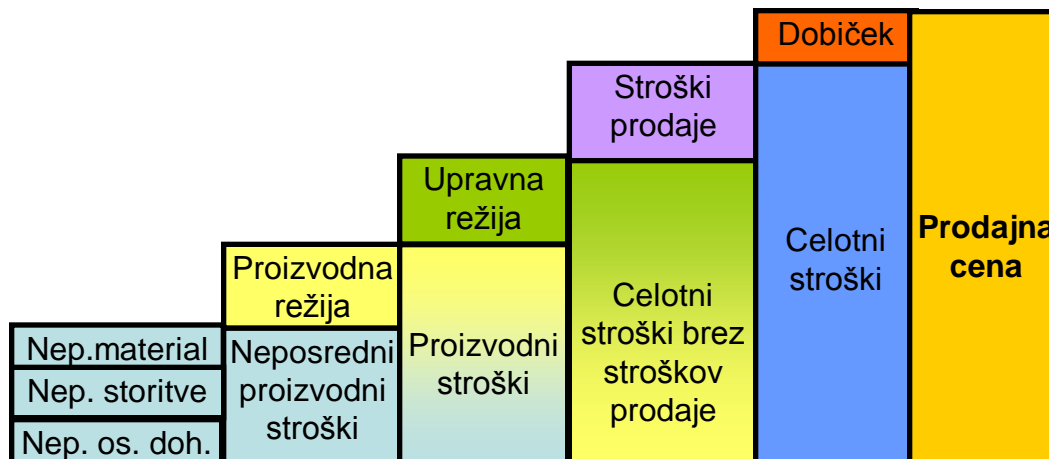 Dobiček
Stroški
prodaje
Upravna
režija
Proizvodna
režija
Nep.material
Nep. storitve
Nep. os. doh.
Neposredni
proizvodni
stroški
Proizvodni
stroški
Celotni
stroški brez
stroškov
prodaje
Celotni
stroški
Prodajna
cena